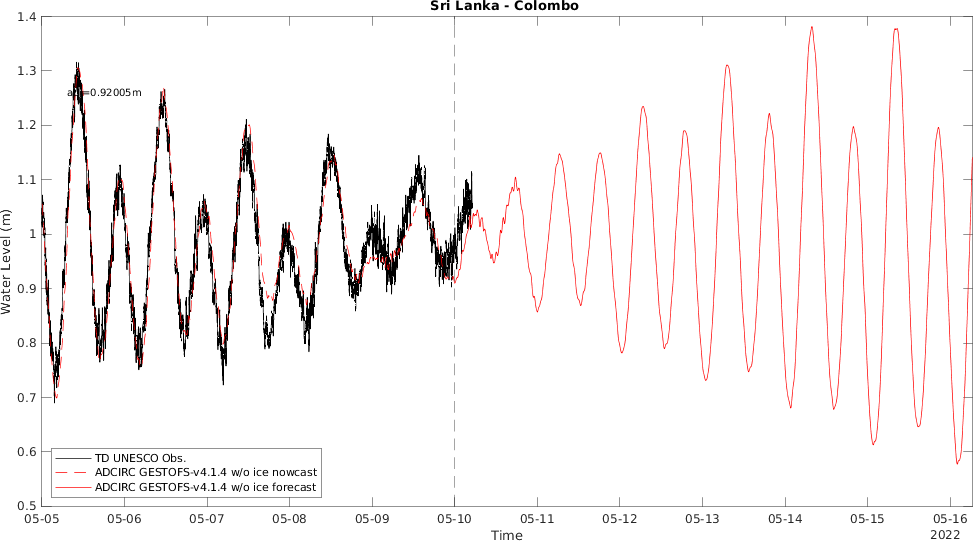 Sri Lanka - Colombo
1.4
1.3
1.2
1.1
1
0.9
0.8
0.7
0.6
0.5
Water Level (m)
=0.92005m
TD UNESCO Obs.
ADCIRC GESTOFS-v4.1.4 w/o ice nowcast
ADCIRC GESTOFS-v4.1.4 w/o ice forecast
05-05 05-06 05-07 05-08 05-09 05-10 05-11 05-12 05-13 05-14 05-15 05-16
Time
2022